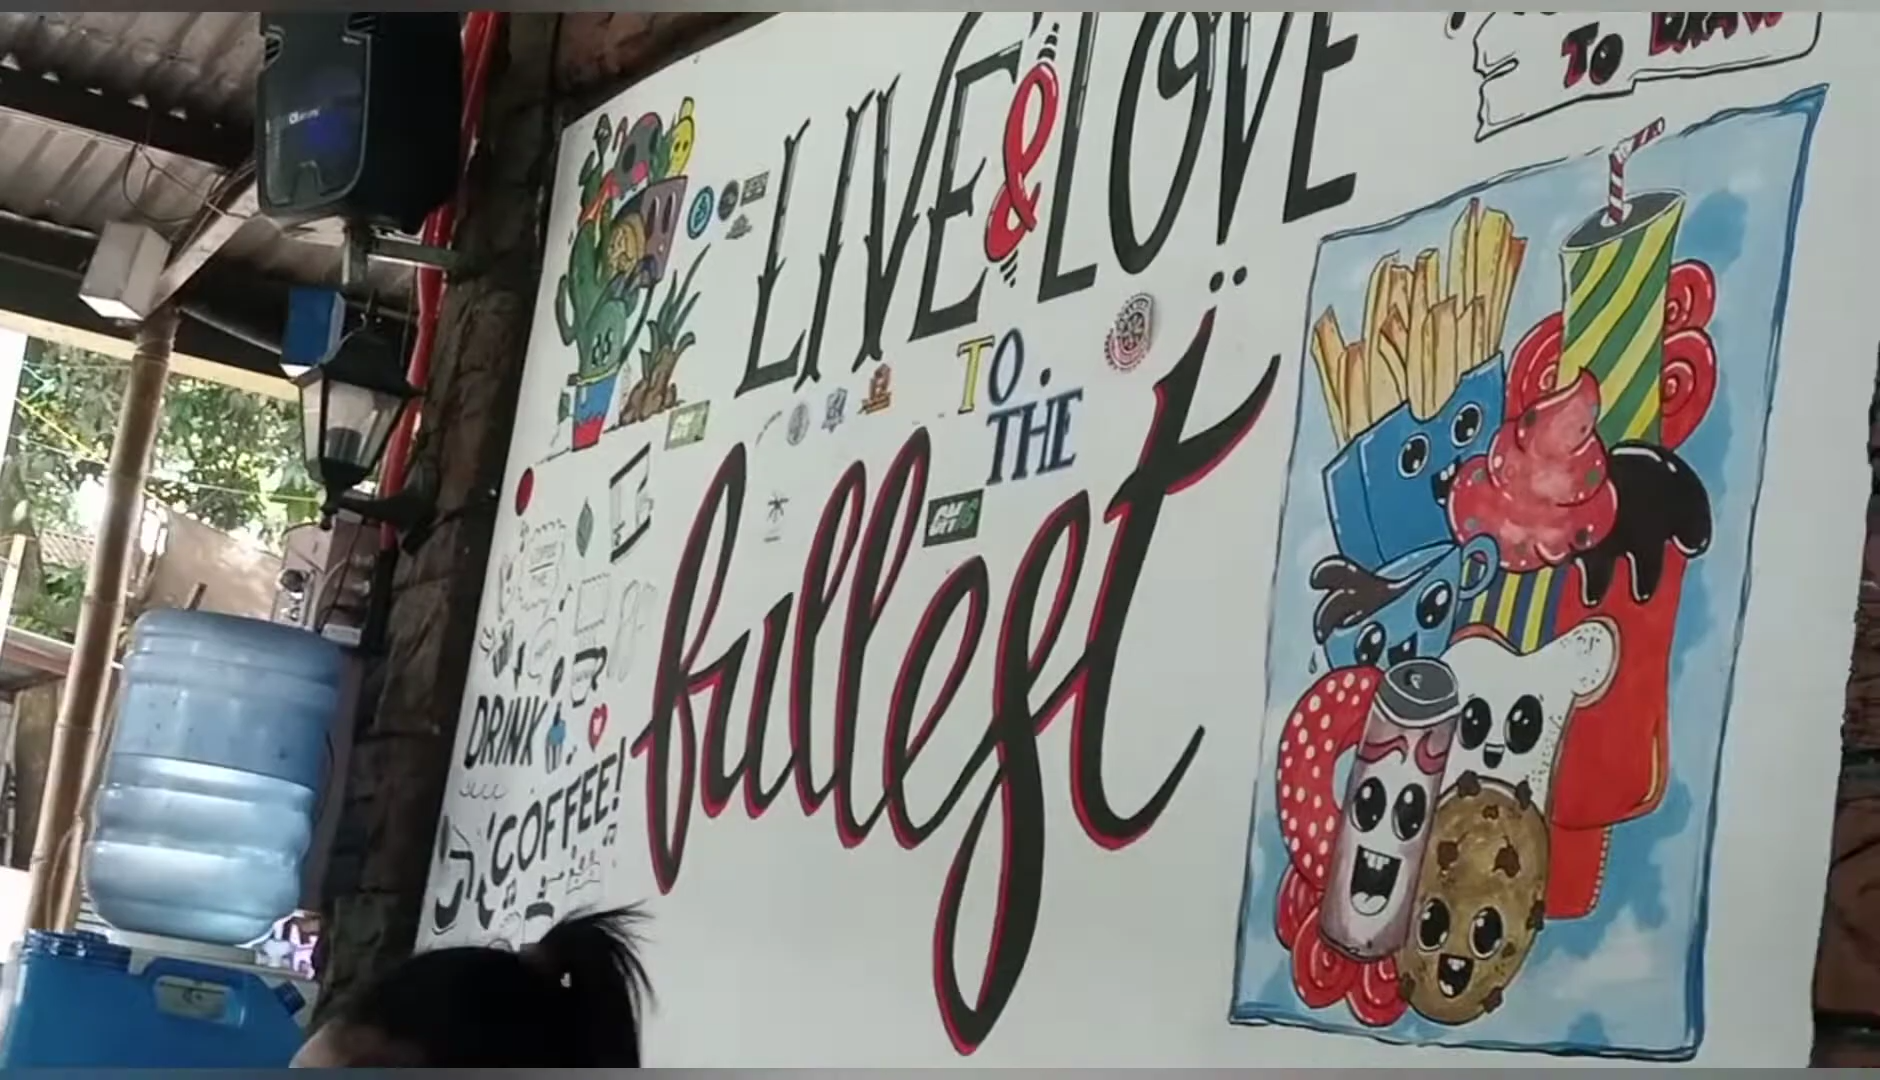 TO DRAW
LIVE & LOVE
TO
THE
fullest
DRINK
COFFEE!